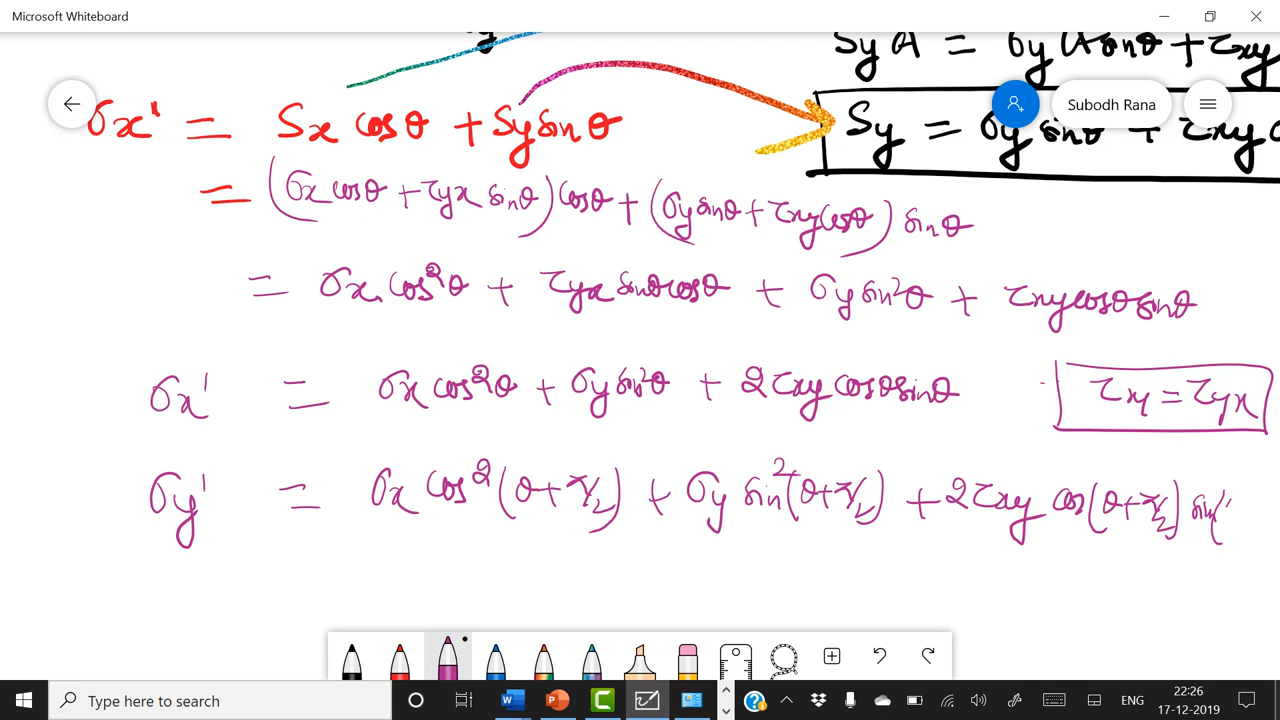 Microsoft Whiteboard
SyA = σy A sinθ + τxy
Subodh Rana
σx' = Sx cosθ + Sy sinθ
Sy = σy sinθ + τxy c
= (σx cosθ + τyx sinθ) cosθ + (σy sinθ + τxy cosθ) sinθ
= σx cos²θ + τyx sinθcosθ + σy sin²θ + τxy cosθ sinθ
σx' = σx cos²θ + σy sin²θ + 2τxy cosθ sinθ
τxy = τyx
σy' = σx cos²(θ+π/2) + σy sin²(θ+π/2) + 2τxy cos(θ+π/2) sin(
Type here to search
ENG
22:26
17-12-2019